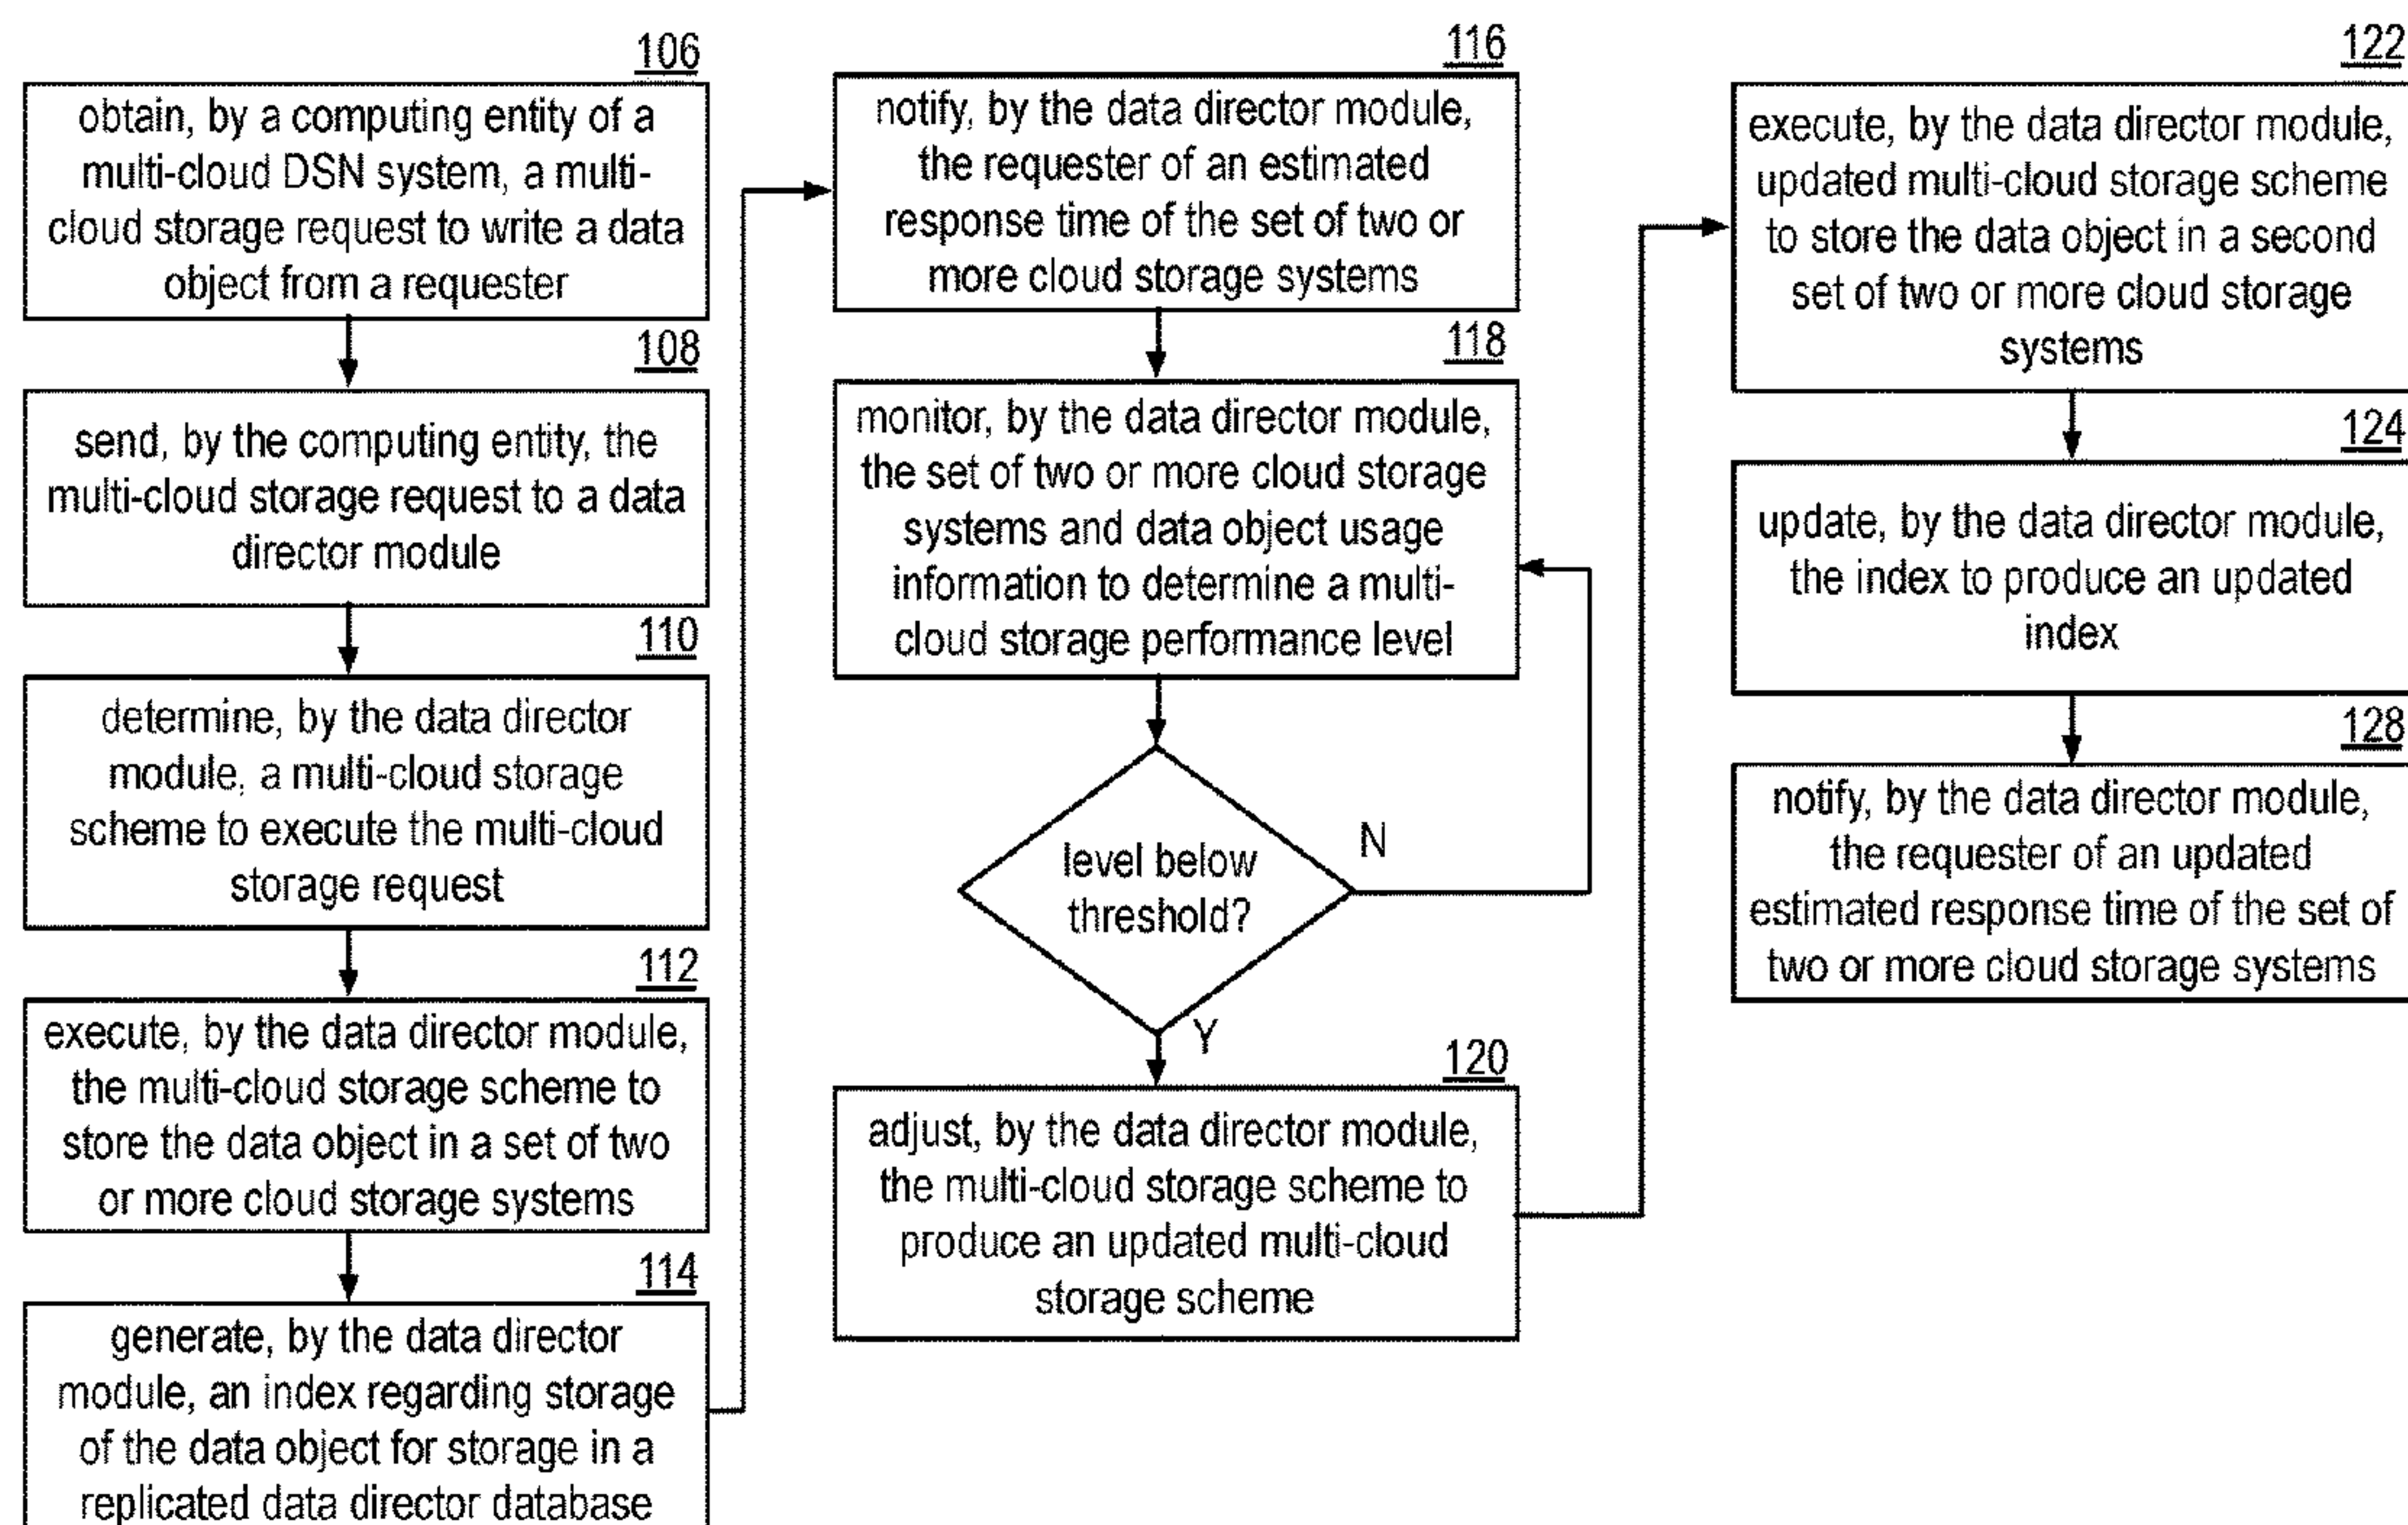 106
obtain, by a computing entity of a
multi-cloud DSN system, a multi-
cloud storage request to write a data
object from a requester
108
send, by the computing entity, the
multi-cloud storage request to a data
director module
110
determine, by the data director
module, a multi-cloud storage
scheme to execute the multi-cloud
storage request
112
execute, by the data director module,
the multi-cloud storage scheme to
store the data object in a set of two
or more cloud storage systems
114
generate, by the data director
module, an index regarding storage
of the data object for storage in a
replicated data director database
116
notify, by the data director module,
the requester of an estimated
response time of the set of two or
more cloud storage systems
118
monitor, by the data director module,
the set of two or more cloud storage
systems and data object usage
information to determine a multi-
cloud storage performance level
level below
threshold?
N
Y
120
adjust, by the data director module,
the multi-cloud storage scheme to
produce an updated multi-cloud
storage scheme
122
execute, by the data director module,
updated multi-cloud storage scheme
to store the data object in a second
set of two or more cloud storage
systems
124
update, by the data director module,
the index to produce an updated
index
128
notify, by the data director module,
the requester of an updated
estimated response time of the set of
two or more cloud storage systems